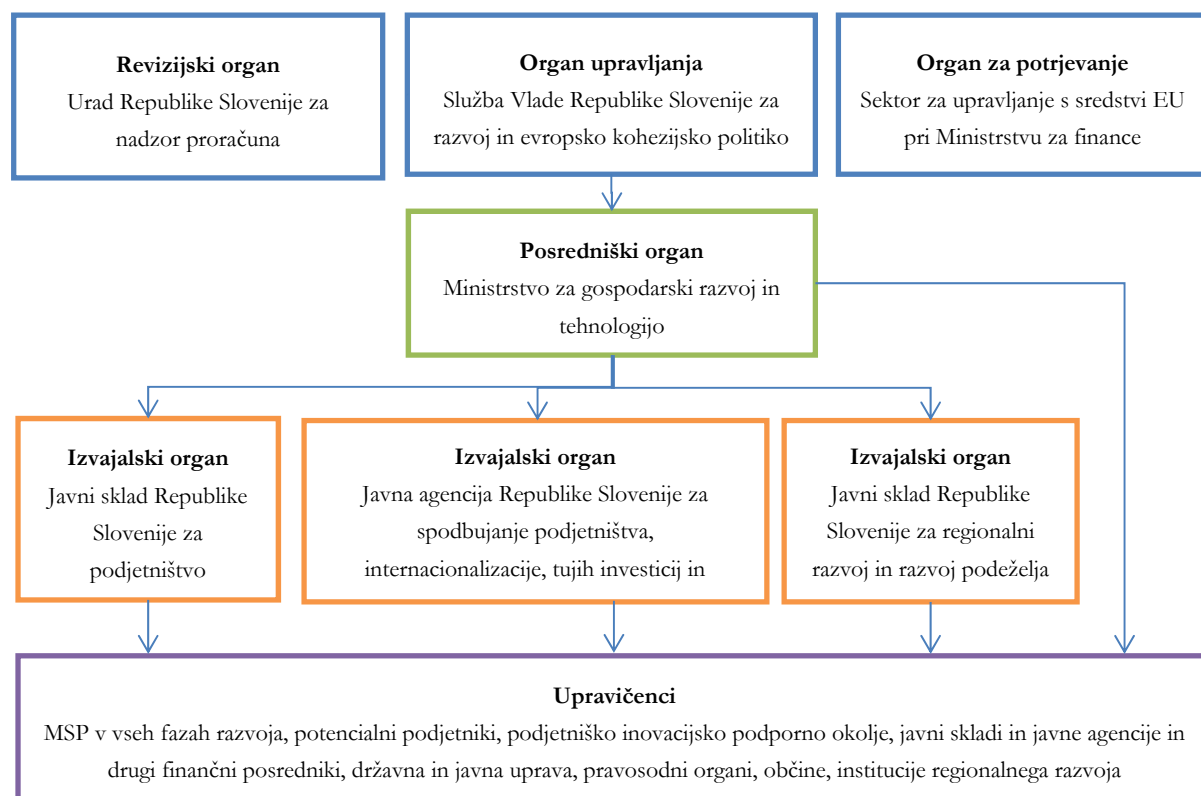 Revizijski organ
Urad Republike Slovenije za
nadzor proračuna
Organ upravljanja
Služba Vlade Republike Slovenije za
razvoj in evropsko kohezijsko politiko
Organ za potrjevanje
Sektor za upravljanje s sredstvi EU
pri Ministrstvu za finance
Posredniški organ
Ministrstvo za gospodarski razvoj in
tehnologijo
Izvajalski organ
Javni sklad Republike
Slovenije za
podjetništvo
Izvajalski organ
Javna agencija Republike Slovenije za
spodbujanje podjetništva,
internacionalizacije, tujih investicij in
Izvajalski organ
Javni sklad Republike
Slovenije za regionalni
razvoj in razvoj podeželja
Upravičenci
MSP v vseh fazah razvoja, potencialni podjetniki, podjetniško inovacijsko podporno okolje, javni skladi in javne agencije in
drugi finančni posredniki, državna in javna uprava, pravosodni organi, občine, institucije regionalnega razvoja